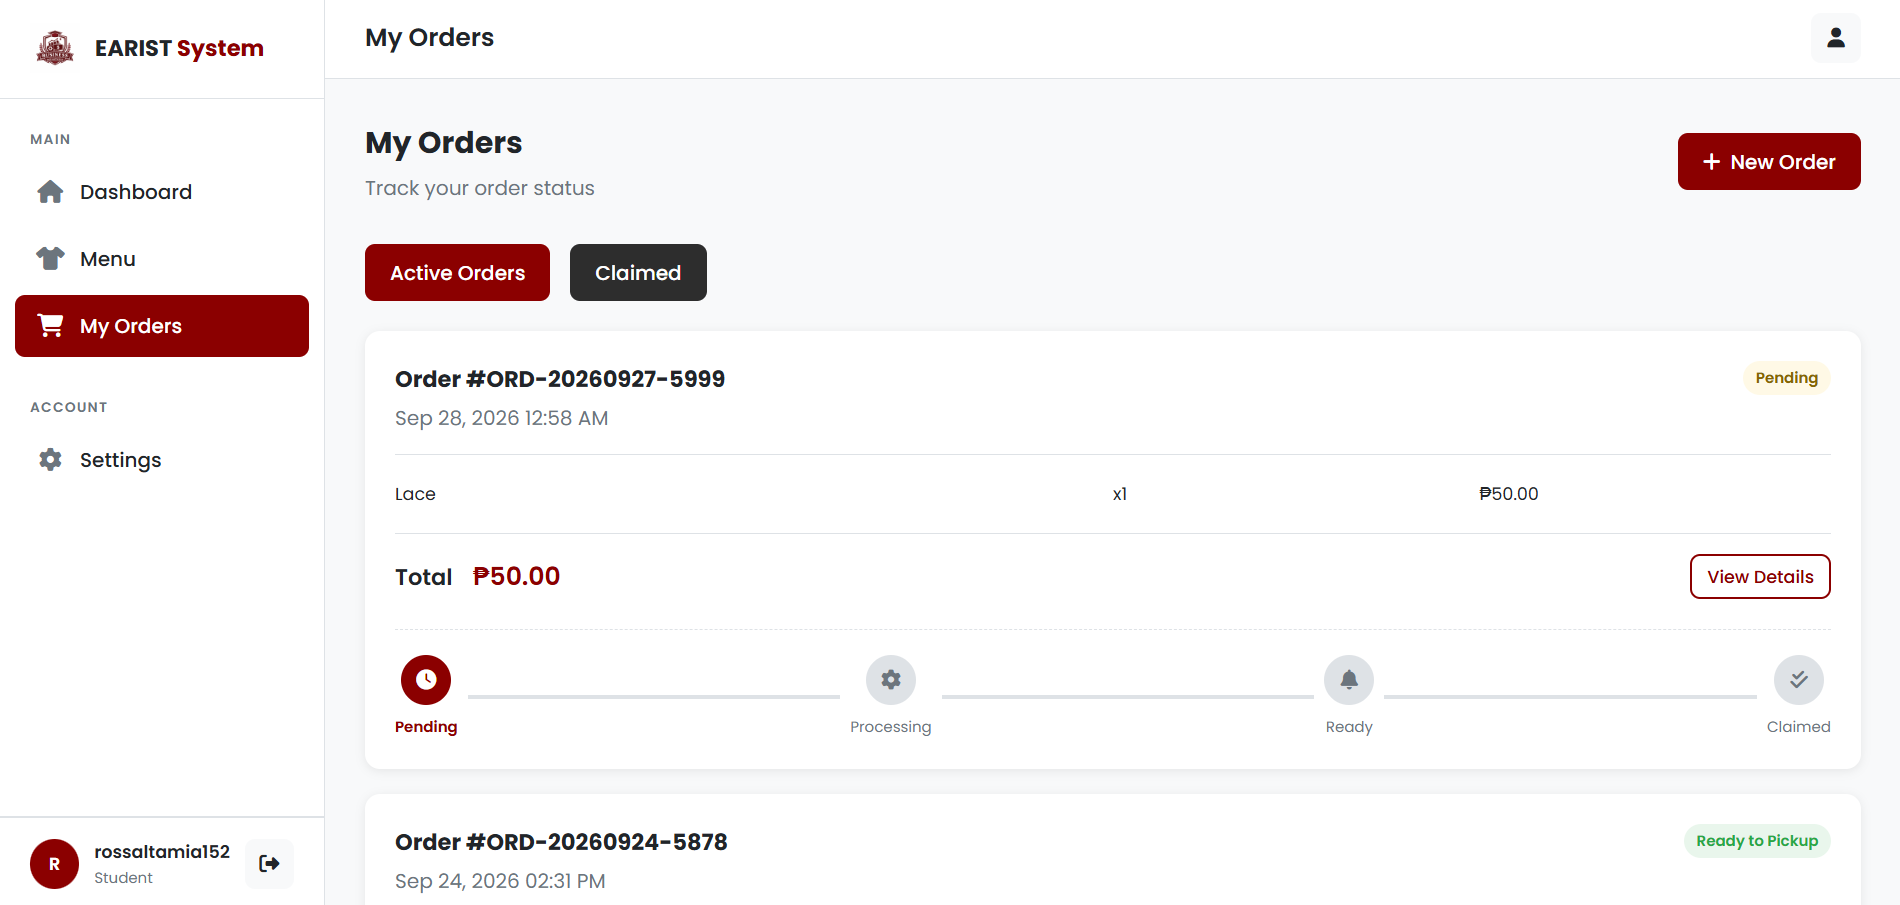 EARIST System
My Orders
MAIN
Dashboard
Menu
My Orders
ACCOUNT
Settings
rossaltamia152
Student
R
My Orders
Track your order status
New Order
Active Orders
Claimed
Order #ORD-20260927-5999
Pending
Sep 28, 2026 12:58 AM
Lace x1 ₱50.00
Total ₱50.00
View Details
Pending
Processing
Ready
Claimed
Order #ORD-20260924-5878
Ready to Pickup
Sep 24, 2026 02:31 PM